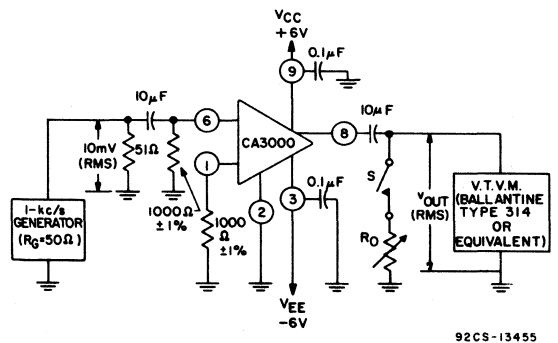 VCC
+6V
0.1μF
9
10μF
6
CA3000
8
10μF
10mV
(RMS)
51Ω
1
1-kc/s
GENERATOR
(RG=50Ω)
1000Ω
±1%
1000
Ω
±1%
2
3
0.1μF
S
RO
VOUT
(RMS)
V.T.V.M.
(BALLANTINE
TYPE 314
OR
EQUIVALENT)
VEE
-6V
92CS-13455